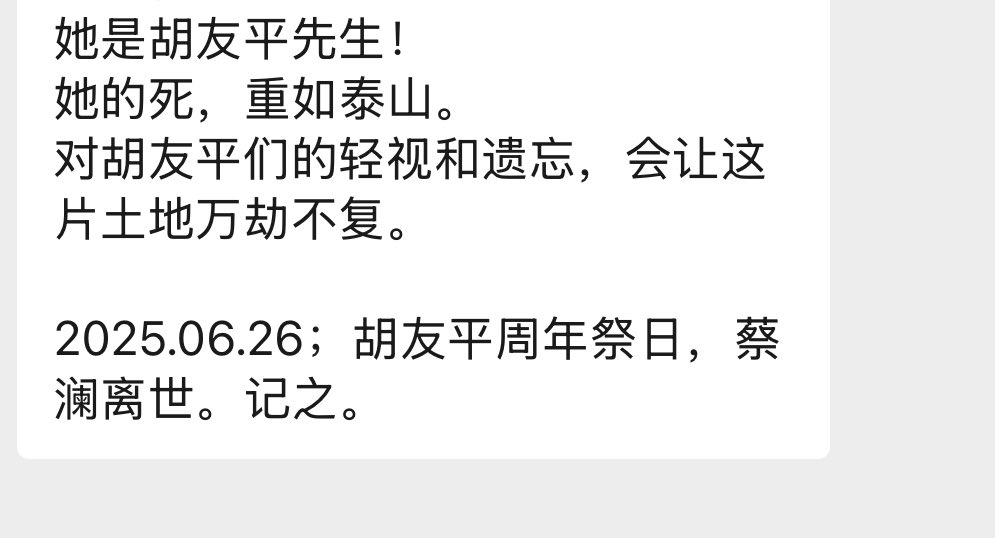 她是胡友平先生！
她的死，重如泰山。
对胡友平们的轻视和遗忘，会让这
片土地万劫不复。
2025.06.26；胡友平周年祭日，蔡
澜离世。记之。